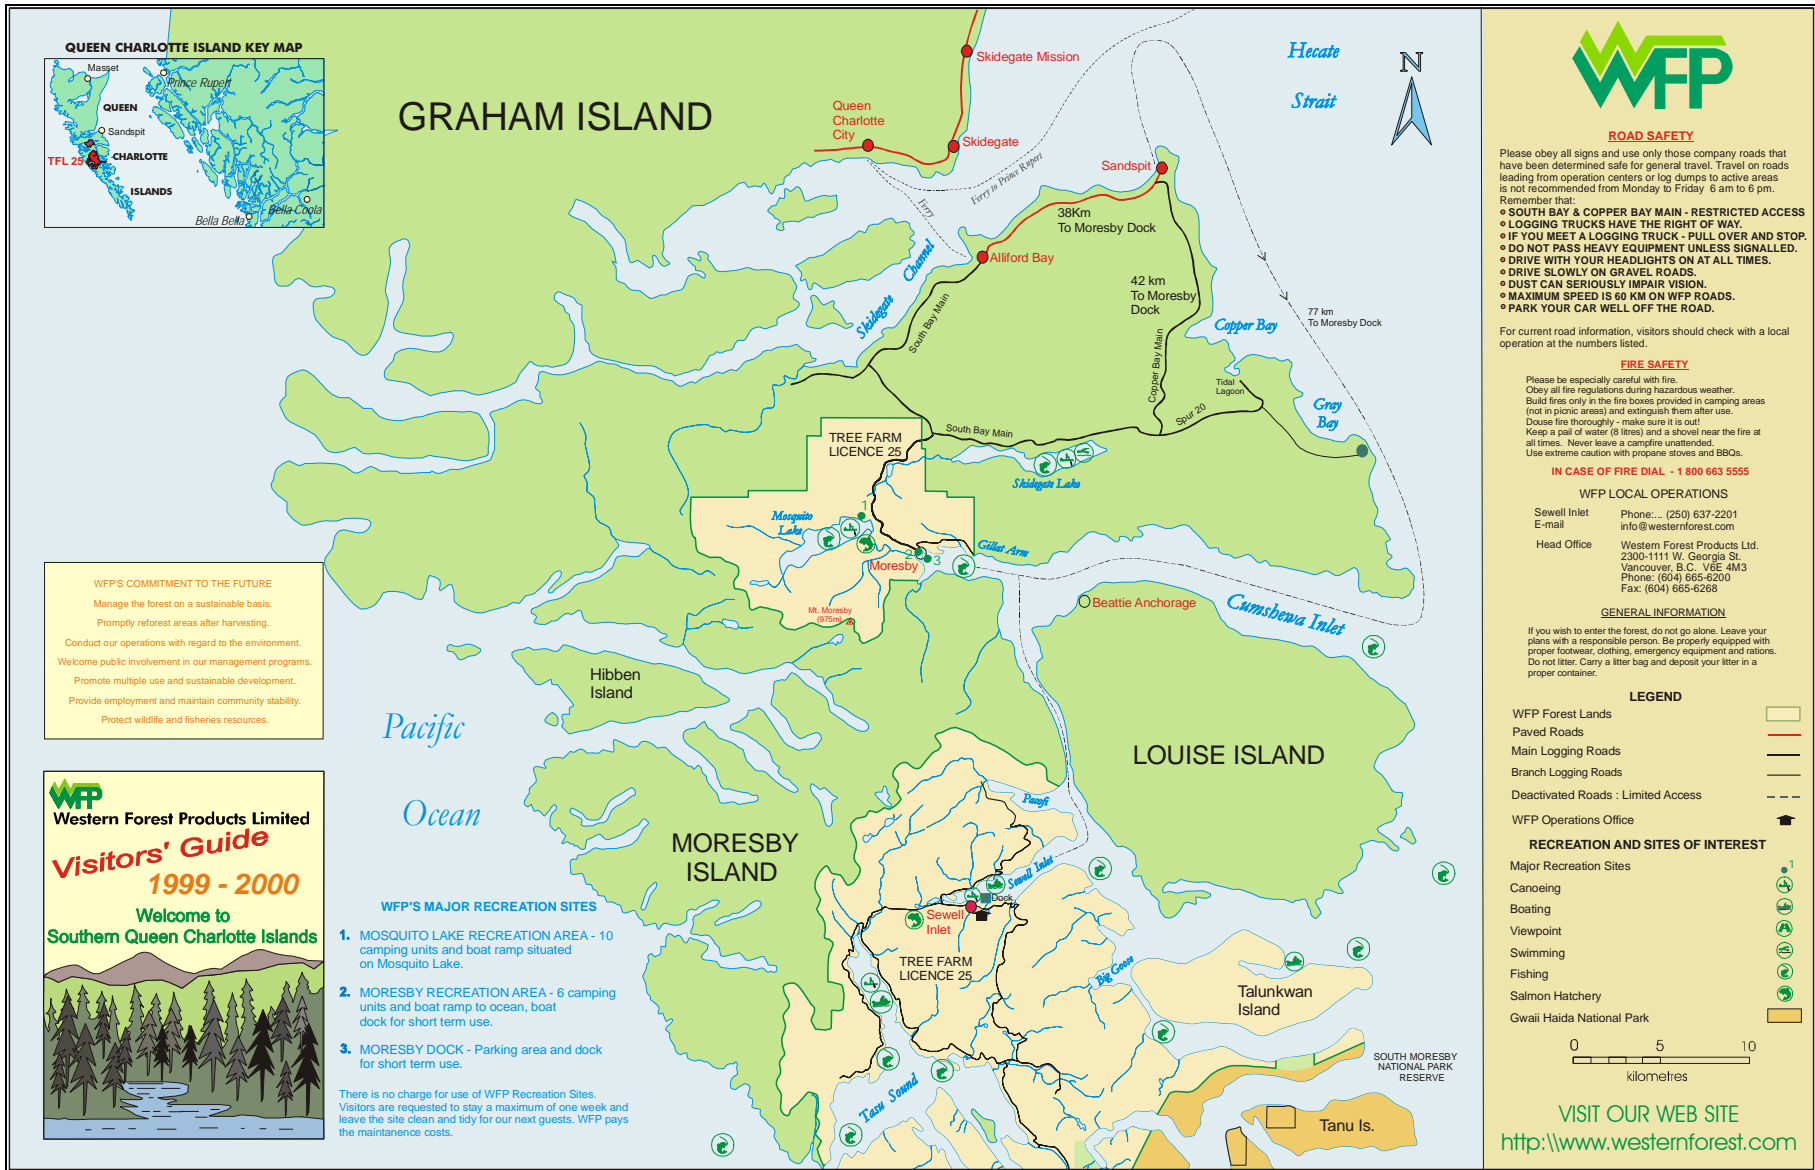 QUEEN CHARLOTTE ISLAND KEY MAP
Masset
Prince Rupert
QUEEN
Sandspit
TFL 25
CHARLOTTE
ISLANDS
Bella Coola
Bella Bella
GRAHAM ISLAND
Skidegate Mission
Queen
Charlotte
City
Skidegate
Hecate
Strait
N
Sandspit
Ferry to Prince Rupert
Ferry
38Km
To Moresby Dock
Alliford Bay
Skidegate Channel
42 km
To Moresby
Dock
South Bay Main
Copper Bay
77 km
To Moresby Dock
Copper Bay Main
Tidal
Lagoon
Spur 20
Gray
Bay
South Bay Main
TREE FARM
LICENCE 25
Skidegate Lake
1
Mosquito
Lake
2
3
Gillat Arm
Moresby
Beattie Anchorage
Cumshewa Inlet
Mt. Moresby
(975m)
Hibben
Island
Pacific
Ocean
LOUISE ISLAND
MORESBY
ISLAND
Pacofi
Sewell Inlet
Dock
Sewell
Inlet
TREE FARM
LICENCE 25
Big Goose
Talunkwan
Island
Tasu Sound
SOUTH MORESBY
NATIONAL PARK
RESERVE
Tanu Is.
WFP'S COMMITMENT TO THE FUTURE
Manage the forest on a sustainable basis.
Promptly reforest areas after harvesting.
Conduct our operations with regard to the environment.
Welcome public involvement in our management programs.
Promote multiple use and sustainable development.
Provide employment and maintain community stability.
Protect wildlife and fisheries resources.
WFP
Western Forest Products Limited
Visitors' Guide
1999 - 2000
Welcome to
Southern Queen Charlotte Islands
WFP'S MAJOR RECREATION SITES
1. MOSQUITO LAKE RECREATION AREA - 10
camping units and boat ramp situated
on Mosquito Lake.
2. MORESBY RECREATION AREA - 6 camping
units and boat ramp to ocean, boat
dock for short term use.
3. MORESBY DOCK - Parking area and dock
for short term use.
There is no charge for use of WFP Recreation Sites.
Visitors are requested to stay a maximum of one week and
leave the site clean and tidy for our next guests. WFP pays
the maintanence costs.
WFP
ROAD SAFETY
Please obey all signs and use only those company roads that
have been determined safe for general travel. Travel on roads
leading from operation centers or log dumps to active areas
is not recommended from Monday to Friday 6 am to 6 pm.
Remember that:
SOUTH BAY & COPPER BAY MAIN - RESTRICTED ACCESS
LOGGING TRUCKS HAVE THE RIGHT OF WAY.
IF YOU MEET A LOGGING TRUCK - PULL OVER AND STOP.
DO NOT PASS HEAVY EQUIPMENT UNLESS SIGNALLED.
DRIVE WITH YOUR HEADLIGHTS ON AT ALL TIMES.
DRIVE SLOWLY ON GRAVEL ROADS.
DUST CAN SERIOUSLY IMPAIR VISION.
MAXIMUM SPEED IS 60 KM ON WFP ROADS.
PARK YOUR CAR WELL OFF THE ROAD.
For current road information, visitors should check with a local
operation at the numbers listed.
FIRE SAFETY
Please be especially careful with fire.
Obey all fire regulations during hazardous weather.
Build fires only in the fire boxes provided in camping areas
(not in picnic areas) and extinguish them after use.
Douse fire thoroughly - make sure it is out!
Keep a pail of water (8 litres) and a shovel near the fire at
all times. Never leave a campfire unattended.
Use extreme caution with propane stoves and BBQs.
IN CASE OF FIRE DIAL - 1 800 663 5555
WFP LOCAL OPERATIONS
Sewell Inlet Phone:... (250) 637-2201
E-mail info@westernforest.com
Head Office Western Forest Products Ltd.
2300-1111 W. Georgia St.
Vancouver, B.C. V6E 4M3
Phone: (604) 665-6200
Fax: (604) 665-6268
GENERAL INFORMATION
If you wish to enter the forest, do not go alone. Leave your
plans with a responsible person. Be properly equipped with
proper footwear, clothing, emergency equipment and rations.
Do not litter. Carry a litter bag and deposit your litter in a
proper container.
LEGEND
WFP Forest Lands
Paved Roads
Main Logging Roads
Branch Logging Roads
Deactivated Roads : Limited Access
WFP Operations Office
RECREATION AND SITES OF INTEREST
Major Recreation Sites 1
Canoeing
Boating
Viewpoint
Swimming
Fishing
Salmon Hatchery
Gwaii Haida National Park
0 5 10
kilometres
VISIT OUR WEB SITE
http:\\www.westernforest.com